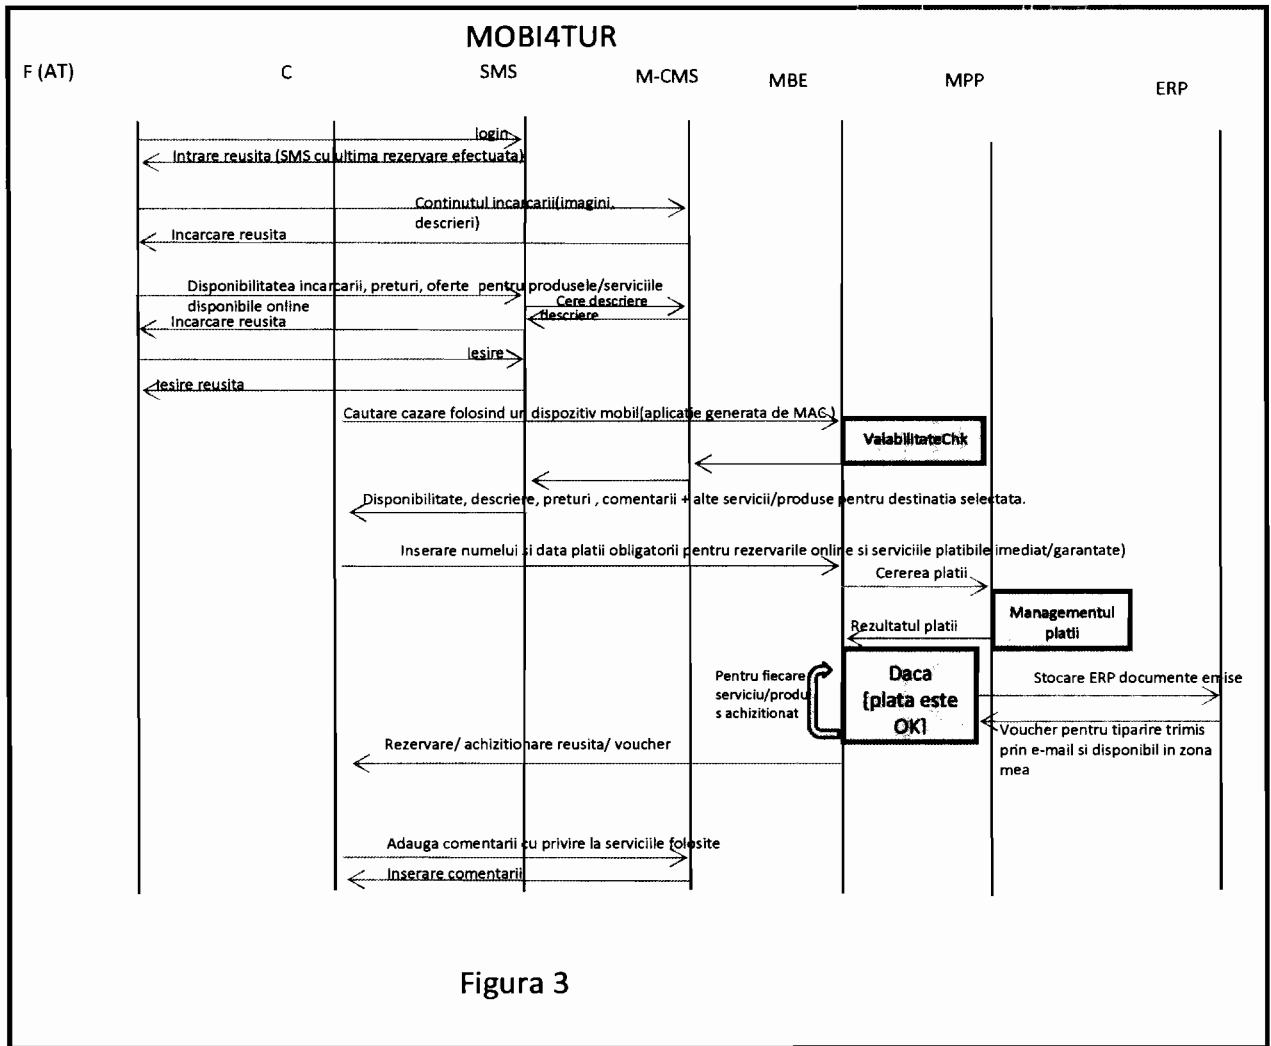 MOBI4TUR
F (AT)
C
SMS
M-CMS
MBE
MPP
ERP
login
Intrare reusita (SMS cu ultima rezervare efectuata)
Continutul incarcarii(imagini,
descrieri)
Incarcare reusita
Disponibilitatea incarcarii, preturi, oferte pentru produsele/serviciile
disponibile online
Cere descriere
descriere
Incarcare reusita
Iesire
Iesire reusita
Cautare cazare folosind un dispozitiv mobil(aplicatie generata de MAC )
ValabilitateChk
Disponibilitate, descriere, preturi , comentarii + alte servicii/produse pentru destinatia selectata.
Inserare numelui si data platii obligatorii pentru rezervarile online si serviciile platibile imediat/garantate)
Cererea platii
Managementul
platii
Rezultatul platii
Pentru fiecare
serviciu/produ
s achizitionat
Daca
[plata este
OK]
Stocare ERP documente emise
Voucher pentru tiparire trimis
prin e-mail si disponibil in zona
mea
Rezervare/ achizitionare reusita/ voucher
Adauga comentarii cu privire la serviciile folosite
Inserare comentarii
Figura 3